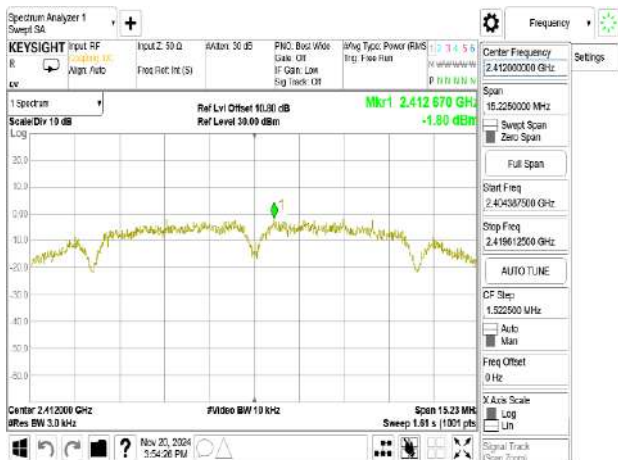 Spectrum Analyzer 1
Swept SA
Frequency
KEYSIGHT
Input: RF
Input Z: 50 Ω
#Atten: 30 dB
PNO: Best Wide
#Avg Type: Power (RMS
1 2 3 4 5 6
R
Align: Auto
Freq Ref: Int (S)
Gate: Off
Trig: Free Run
IF Gain: Low
Sig Track: Off
P N N N N N
Center Frequency
2.412000000 GHz
Settings
1 Spectrum
Scale/Div 10 dB
Ref Lvl Offset 10.80 dB
Ref Level 30.00 dBm
Mkr1 2.412 670 GHz
-1.80 dBm
Log
20.0
10.0
0.00
-10.0
-20.0
-30.0
-40.0
-50.0
1
Span
15.2250000 MHz
Swept Span
Zero Span
Full Span
Start Freq
2.404387500 GHz
Stop Freq
2.419612500 GHz
AUTO TUNE
CF Step
1.522500 MHz
Auto
Man
Freq Offset
0 Hz
X Axis Scale
Log
Lin
Signal Track
(Span Zoom)
Center 2.412000 GHz
#Video BW 10 kHz
Span 15.23 MHz
#Res BW 3.0 kHz
Sweep 1.61 s (1001 pts)
?
Nov 20, 2024
3:54:26 PM